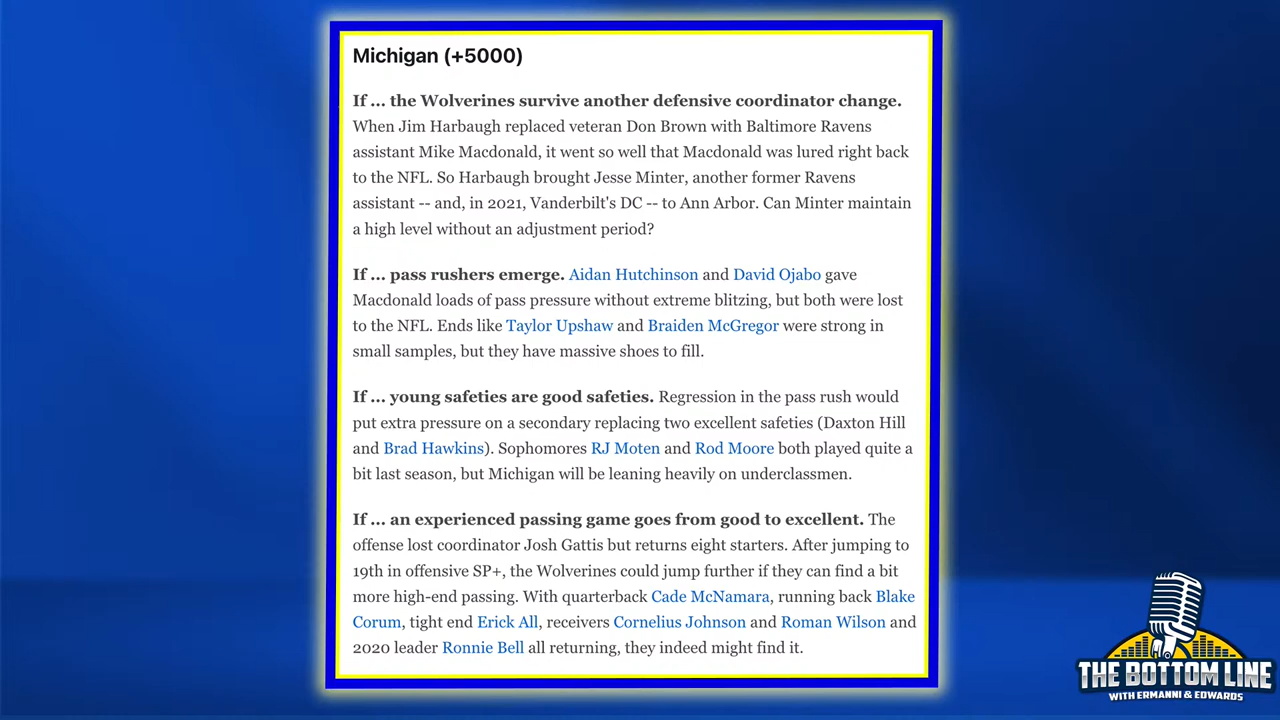 Michigan (+5000)
If ... the Wolverines survive another defensive coordinator change.
When Jim Harbaugh replaced veteran Don Brown with Baltimore Ravens
assistant Mike Macdonald, it went so well that Macdonald was lured right back
to the NFL. So Harbaugh brought Jesse Minter, another former Ravens
assistant -- and, in 2021, Vanderbilt's DC -- to Ann Arbor. Can Minter maintain
a high level without an adjustment period?
If ... pass rushers emerge. Aidan Hutchinson and David Ojabo gave
Macdonald loads of pass pressure without extreme blitzing, but both were lost
to the NFL. Ends like Taylor Upshaw and Braiden McGregor were strong in
small samples, but they have massive shoes to fill.
If ... young safeties are good safeties. Regression in the pass rush would
put extra pressure on a secondary replacing two excellent safeties (Daxton Hill
and Brad Hawkins). Sophomores RJ Moten and Rod Moore both played quite a
bit last season, but Michigan will be leaning heavily on underclassmen.
If ... an experienced passing game goes from good to excellent. The
offense lost coordinator Josh Gattis but returns eight starters. After jumping to
19th in offensive SP+, the Wolverines could jump further if they can find a bit
more high-end passing. With quarterback Cade McNamara, running back Blake
Corum, tight end Erick All, receivers Cornelius Johnson and Roman Wilson and
2020 leader Ronnie Bell all returning, they indeed might find it.
THE BOTTOM LINE
WITH ERMANNI & EDWARDS